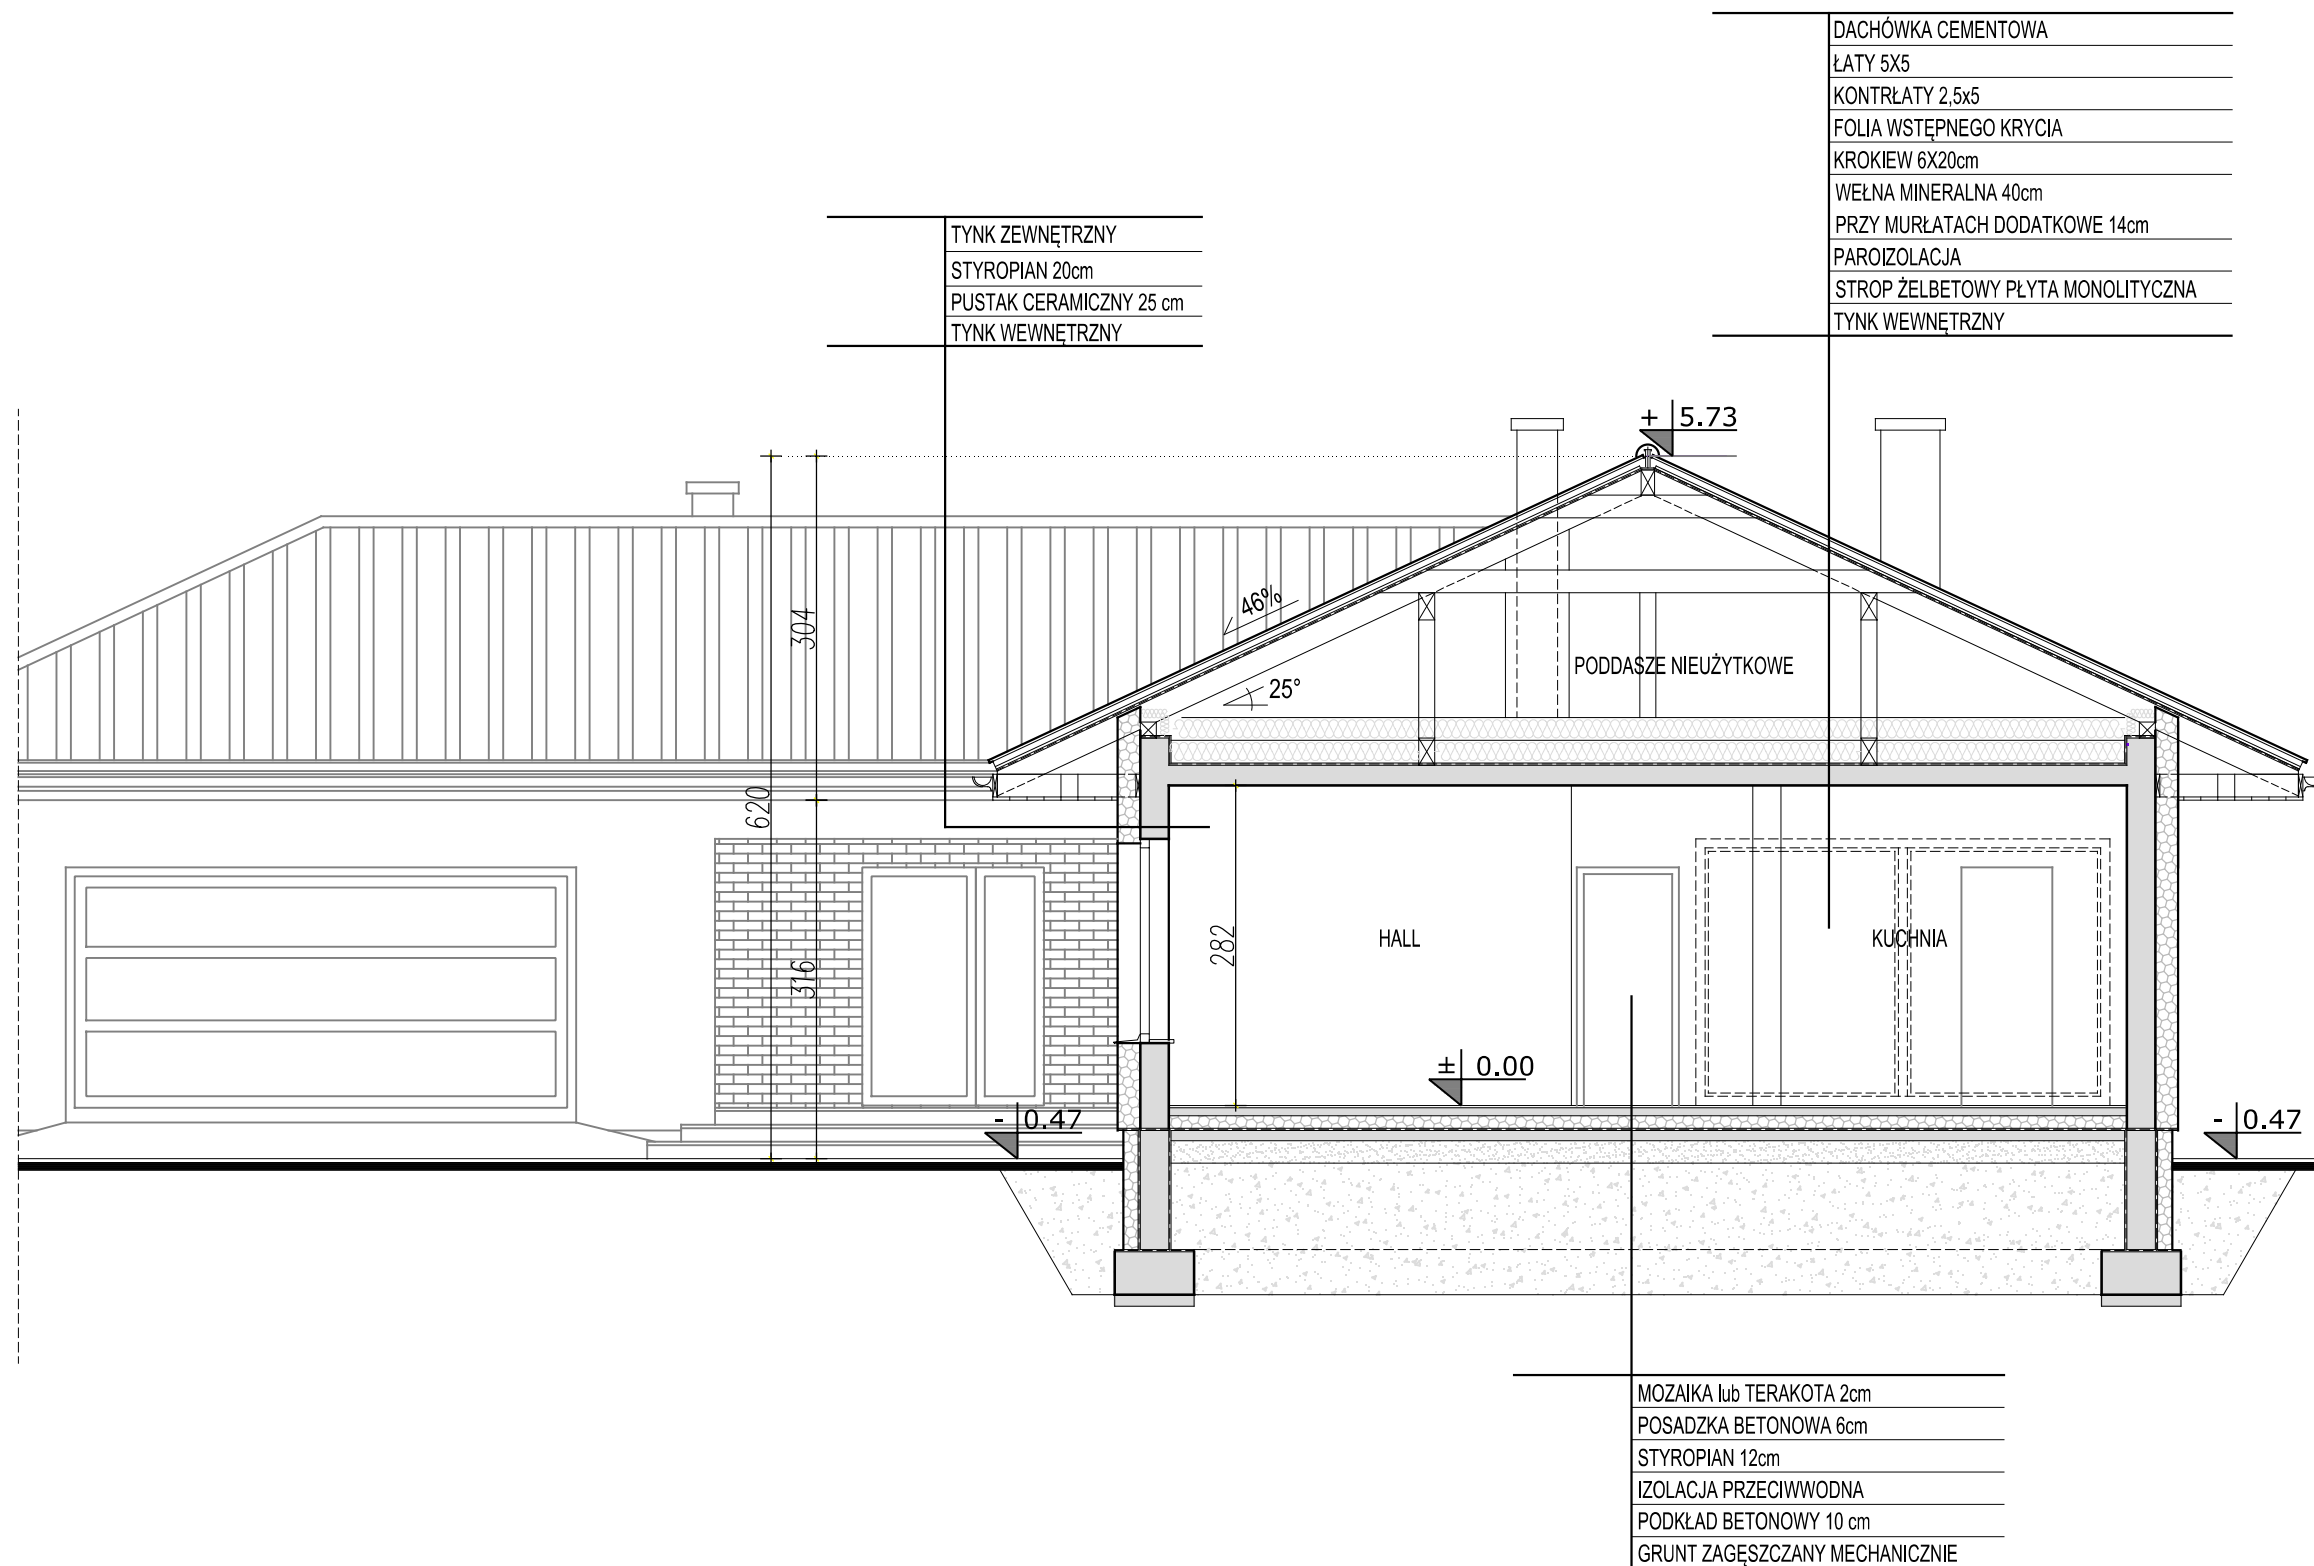 DACHÓWKA CEMENTOWA
ŁATY 5X5
KONTRŁATY 2,5x5
FOLIA WSTĘPNEGO KRYCIA
KROKIEW 6X20cm
WEŁNA MINERALNA 40cm
PRZY MURŁATACH DODATKOWE 14cm
PAROIZOLACJA
STROP ŻELBETOWY PŁYTA MONOLITYCZNA
TYNK WEWNĘTRZNY
TYNK ZEWNĘTRZNY
STYROPIAN 20cm
PUSTAK CERAMICZNY 25 cm
TYNK WEWNĘTRZNY
+ 5.73
46%
304
PODDASZE NIEUŻYTKOWE
25°
620
282
HALL
KUCHNIA
316
± 0.00
- 0.47
- 0.47
MOZAIKA lub TERAKOTA 2cm
POSADZKA BETONOWA 6cm
STYROPIAN 12cm
IZOLACJA PRZECIWWODNA
PODKŁAD BETONOWY 10 cm
GRUNT ZAGĘSZCZANY MECHANICZNIE